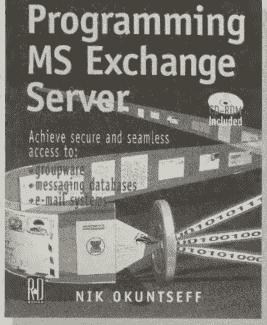 Programming
MS Exchange
Server
CD-ROM
Included
Achieve secure and seamless
access to:
•groupware
•messaging databases
•e-mail systems
R&D
NIK OKUNTSEFF